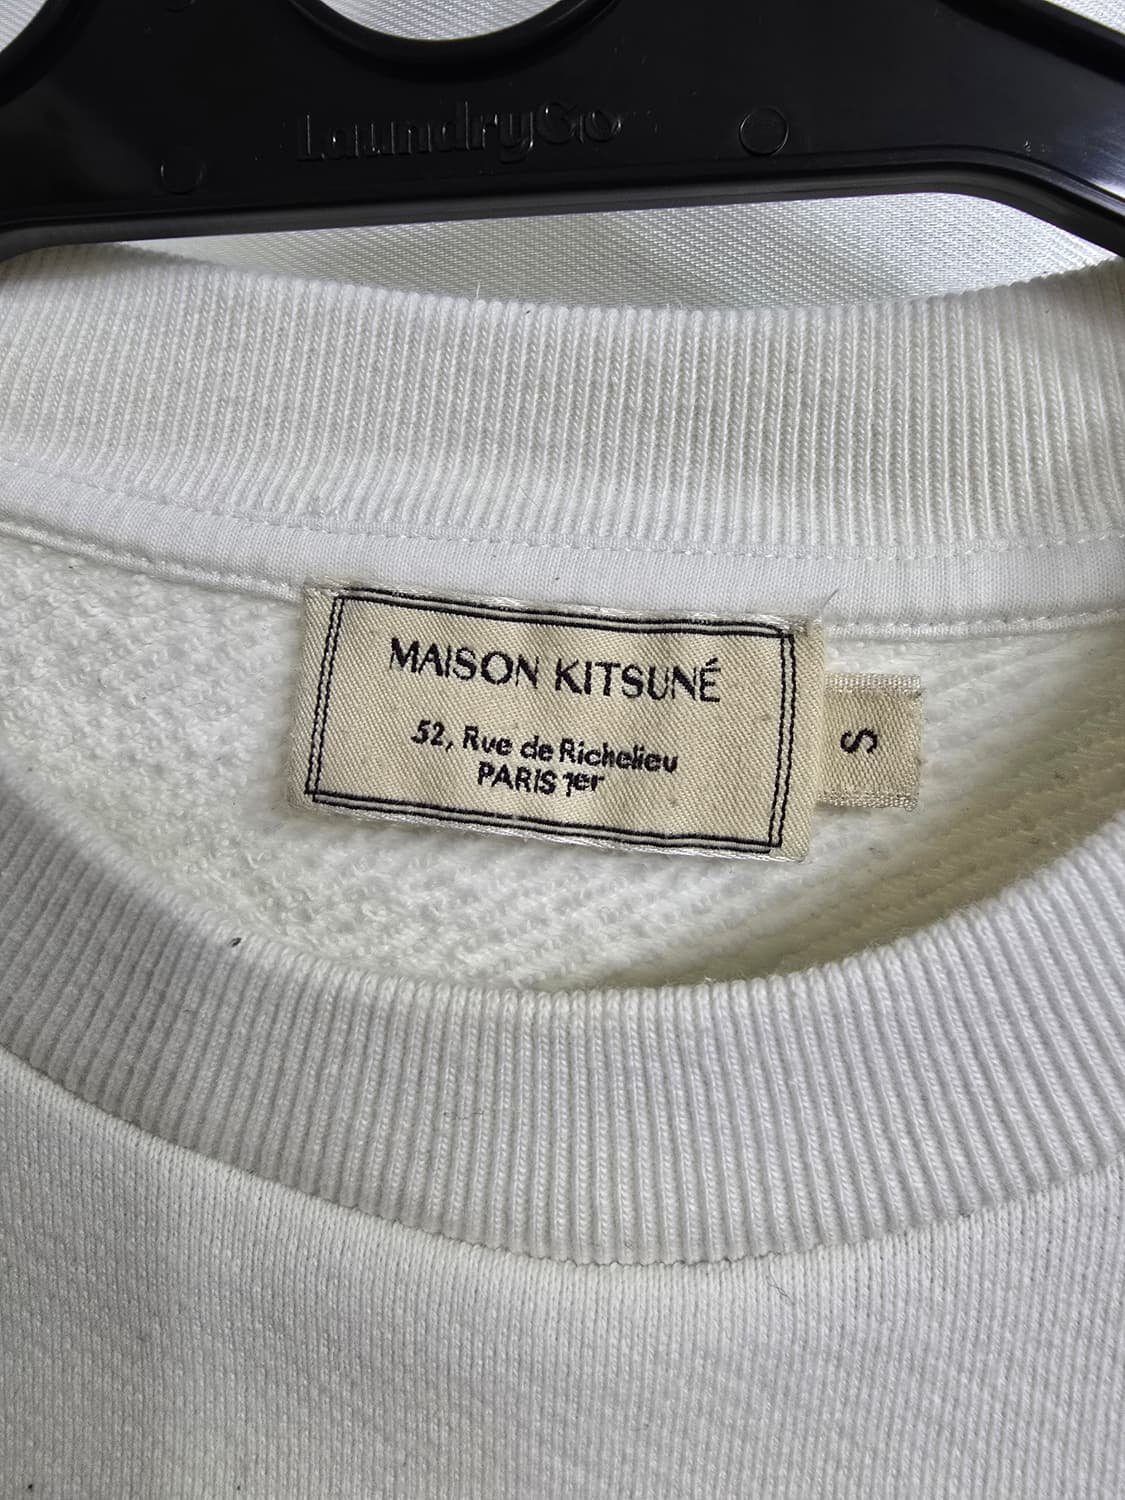 LaundryGo
MAISON KITSUNÉ
52, Rue de Richelieu
PARIS 1er
S